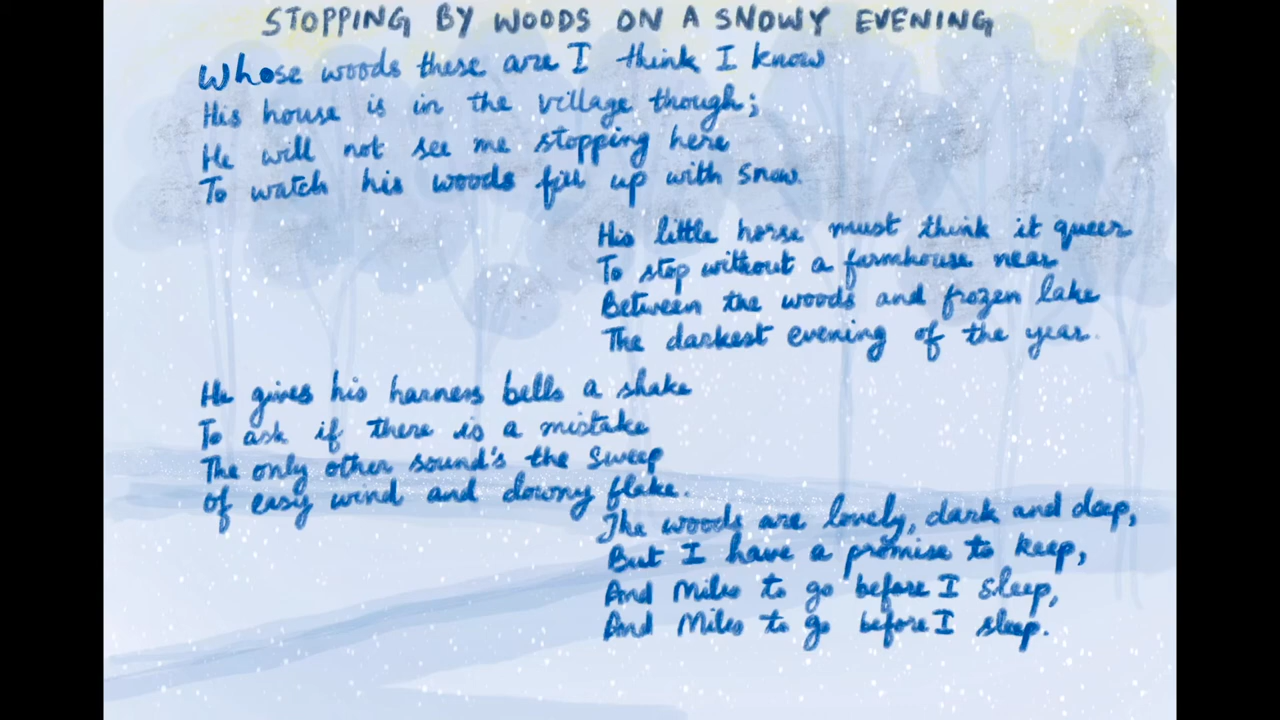 STOPPING BY WOODS ON A SNOWY EVENING
Whose woods these are I think I know
His house is in the village though;
He will not see me stopping here
To watch his woods fill up with snow.
His little horse must think it queer
To stop without a farmhouse near
Between the woods and frozen lake
The darkest evening of the year.
He gives his harness bells a shake
To ask if there is a mistake
The only other sound's the sweep
of easy wind and downy flake.
The woods are lovely, dark and deep,
But I have a promise to keep,
And Miles to go before I sleep,
And Miles to go before I sleep.